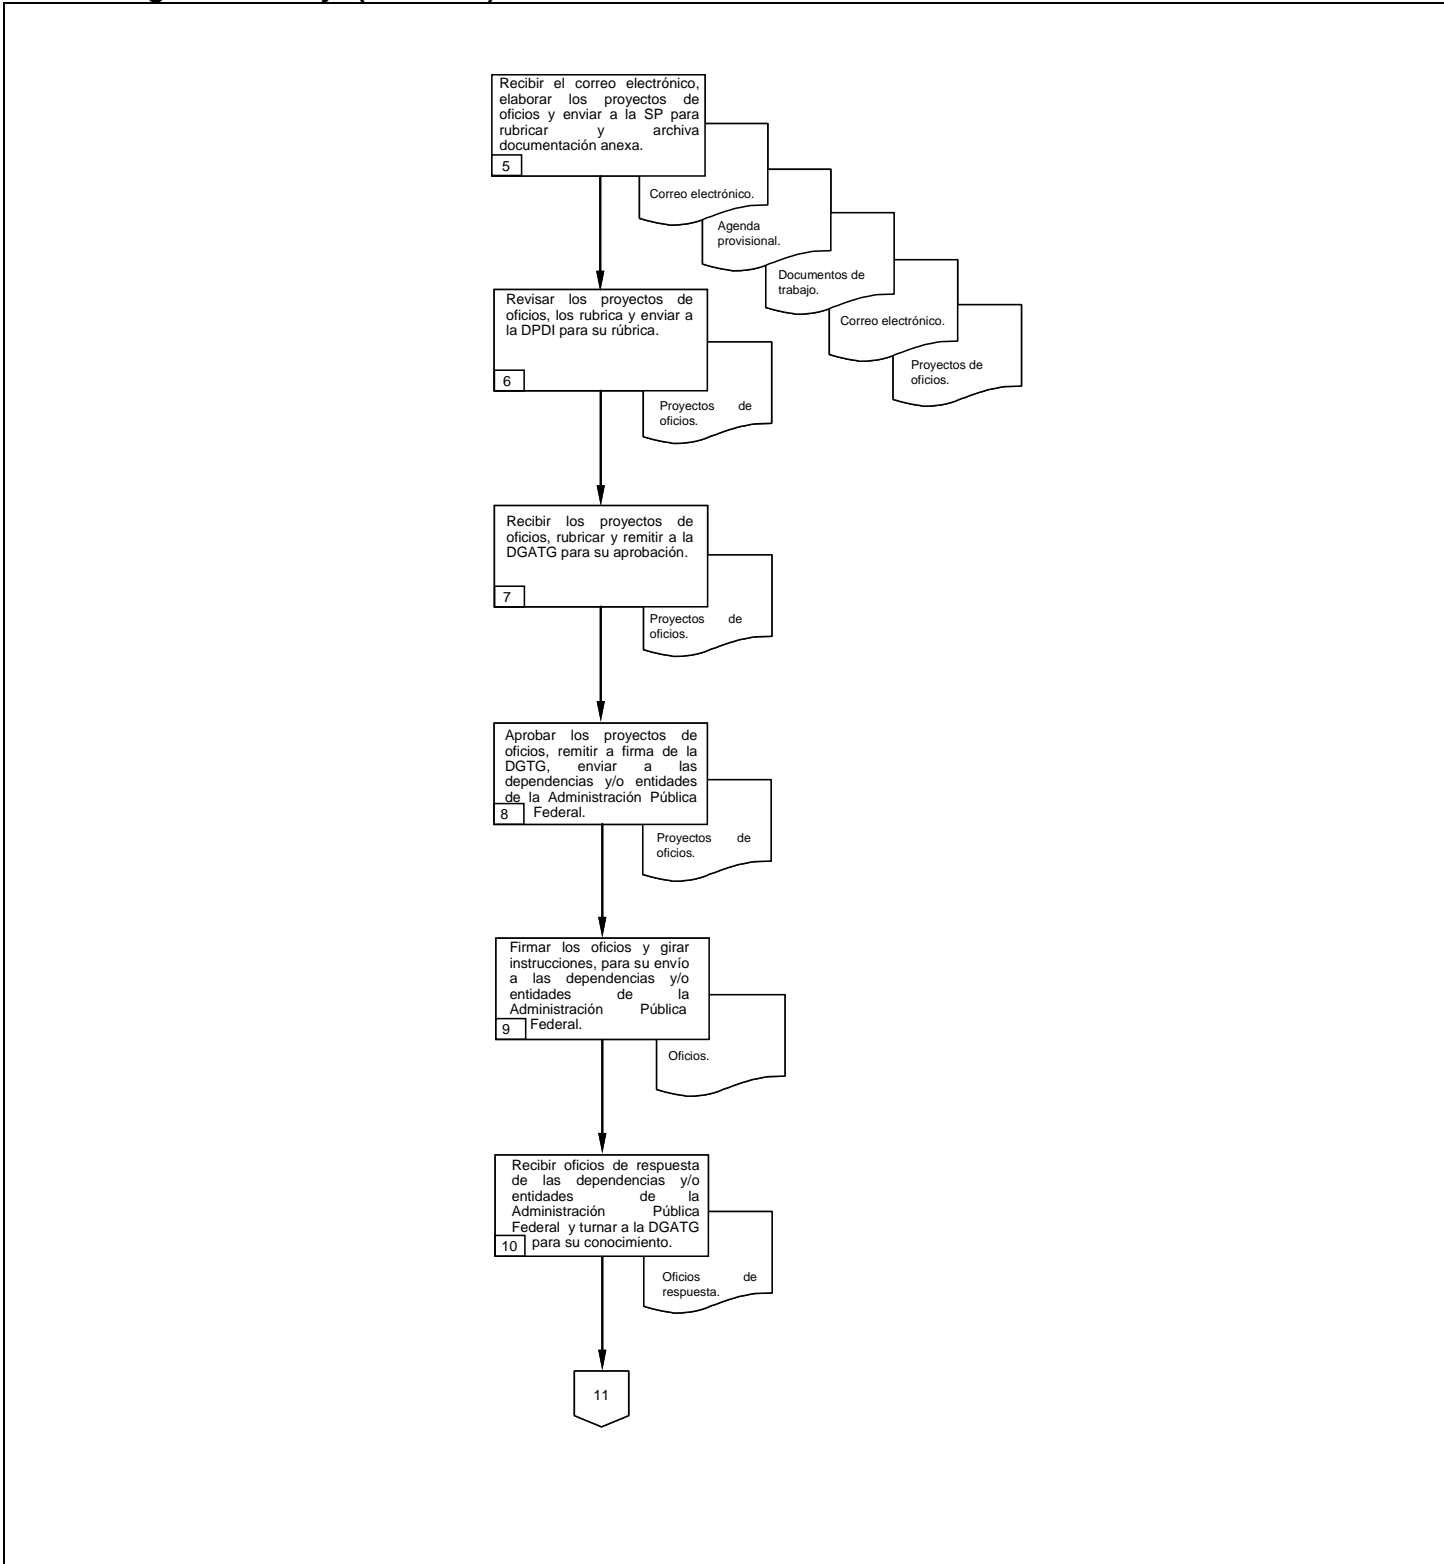 Recibir el correo electrónico,
elaborar los proyectos de
oficios y enviar a la SP para
rubricar y archiva
documentación anexa.
5
Correo electrónico.
Agenda
provisional.
Documentos de
trabajo.
Correo electrónico.
Proyectos de
oficios.
Revisar los proyectos de
oficios, los rubrica y enviar a
la DPDI para su rúbrica.
6
Proyectos de
oficios.
Recibir los proyectos de
oficios, rubricar y remitir a la
DGATG para su aprobación.
7
Proyectos de
oficios.
Aprobar los proyectos de
oficios, remitir a firma de la
DGTG, enviar a las
dependencias y/o entidades
de la Administración Pública
Federal.
8
Proyectos de
oficios.
Firmar los oficios y girar
instrucciones, para su envío
a las dependencias y/o
entidades de la
Administración Pública
Federal.
9
Oficios.
Recibir oficios de respuesta
de las dependencias y/o
entidades de la
Administración Pública
Federal y turnar a la DGATG
para su conocimiento.
10
Oficios de
respuesta.
11